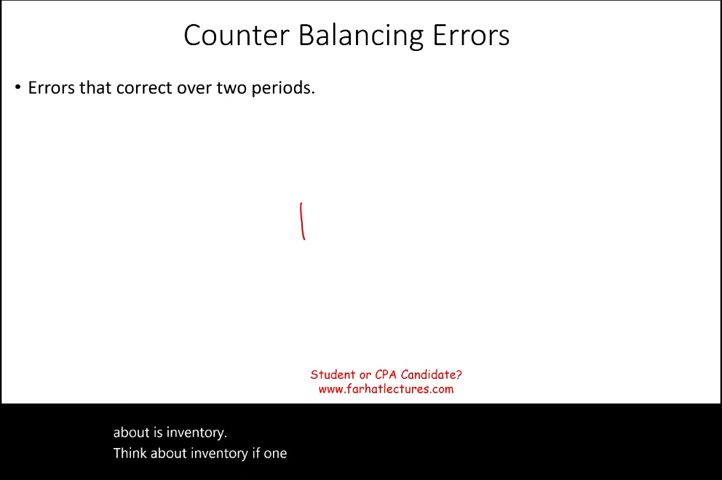 Counter Balancing Errors
• Errors that correct over two periods.
Student or CPA Candidate?
www.farhatlectures.com
about is inventory.
Think about inventory if one